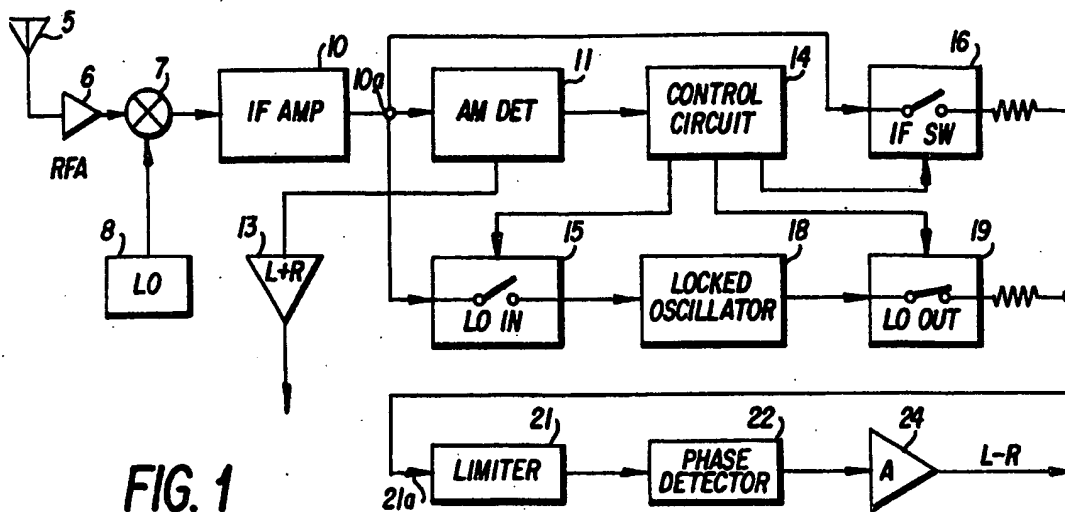 5
6
7
10
10a
11
14
16
IF AMP
AM DET
CONTROL
CIRCUIT
IF SW
RFA
8
LO
13
L+R
15
LO IN
18
LOCKED
OSCILLATOR
19
LO OUT
21
LIMITER
21a
22
PHASE
DETECTOR
24
A
L-R
FIG. 1